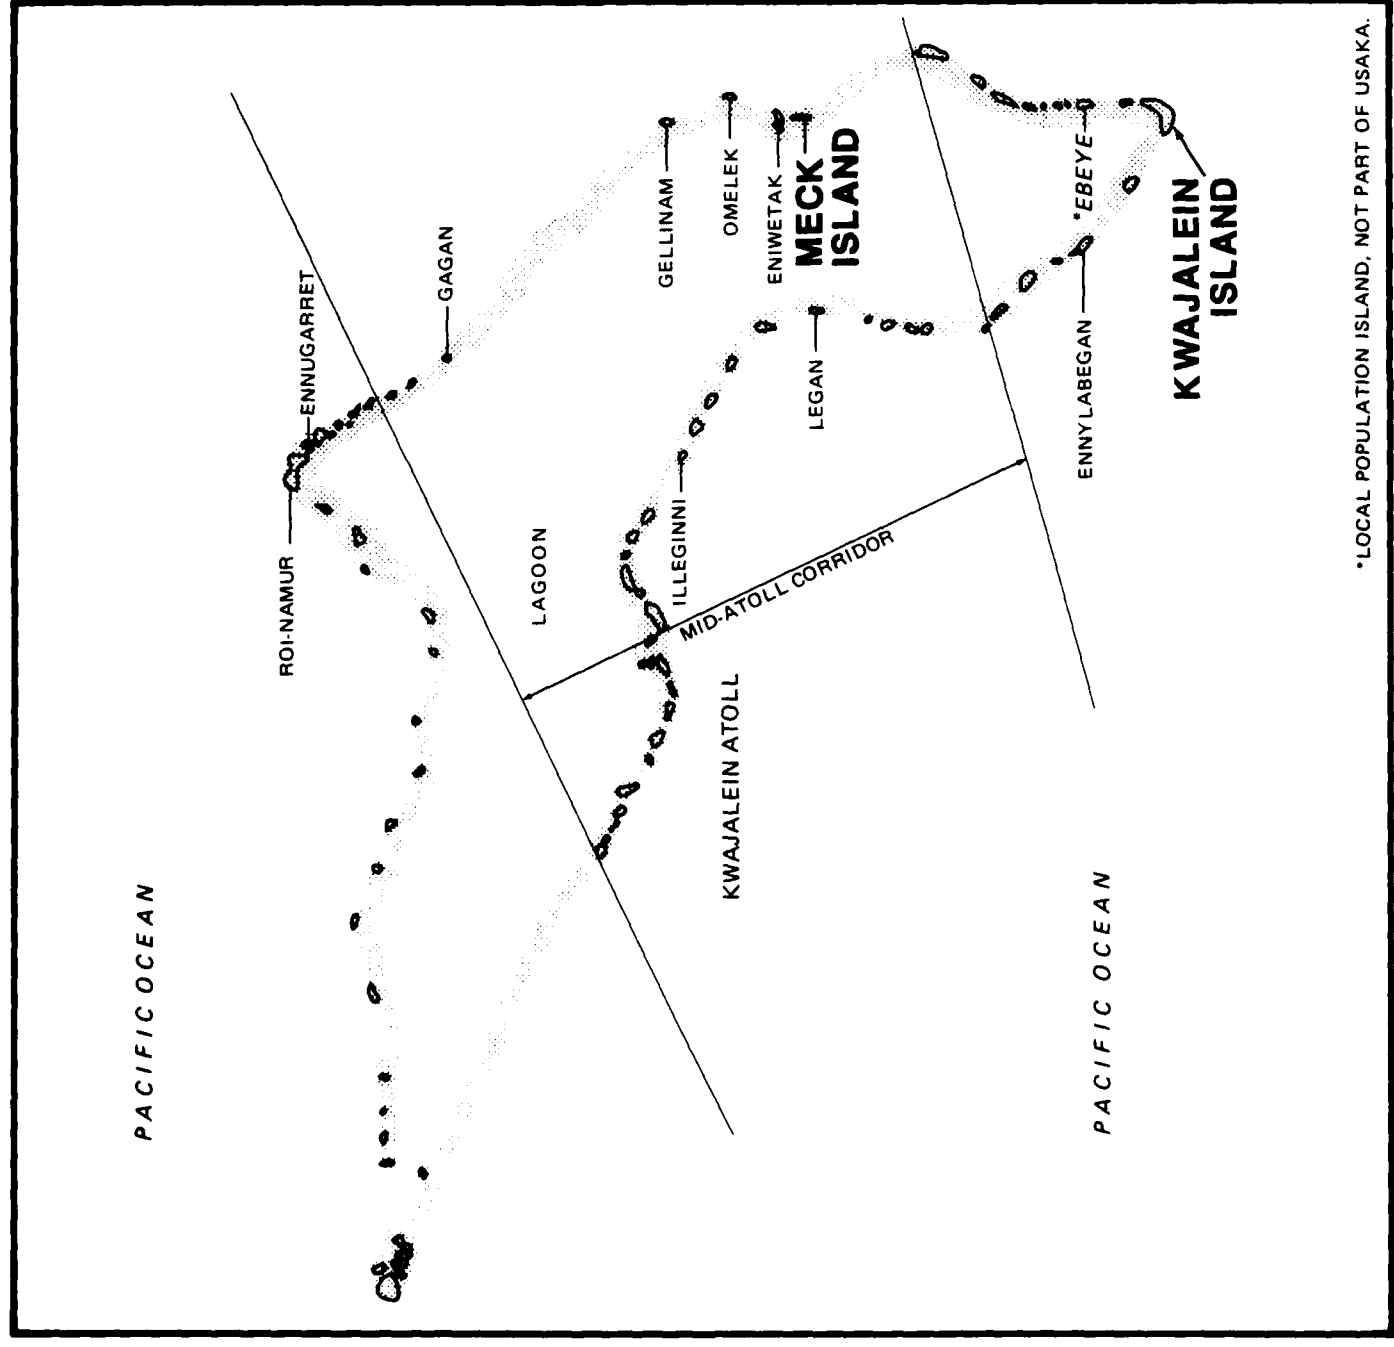 PACIFIC OCEAN
ROI-NAMUR
ENNUGARRET
GAGAN
LAGOON
GELLINAM
OMELEK
ENIWETAK
MECK
ISLAND
ILLEGINNI
LEGAN
MID-ATOLL CORRIDOR
KWAJALEIN ATOLL
*EBEYE
ENNYLABEGAN
KWAJALEIN
ISLAND
PACIFIC OCEAN
*LOCAL POPULATION ISLAND, NOT PART OF USAKA.